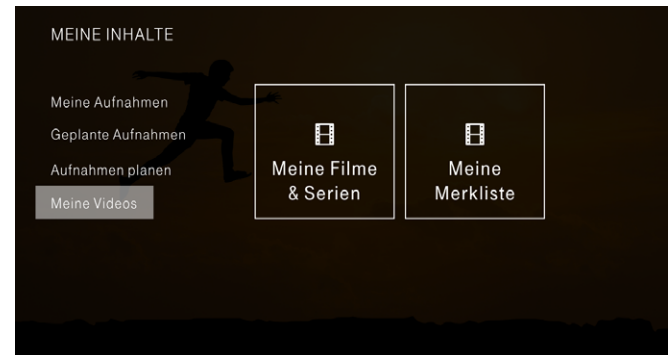 MEINE INHALTE
Meine Aufnahmen
Geplante Aufnahmen
Aufnahmen planen
Meine Videos
Meine Filme
& Serien
Meine
Merkliste